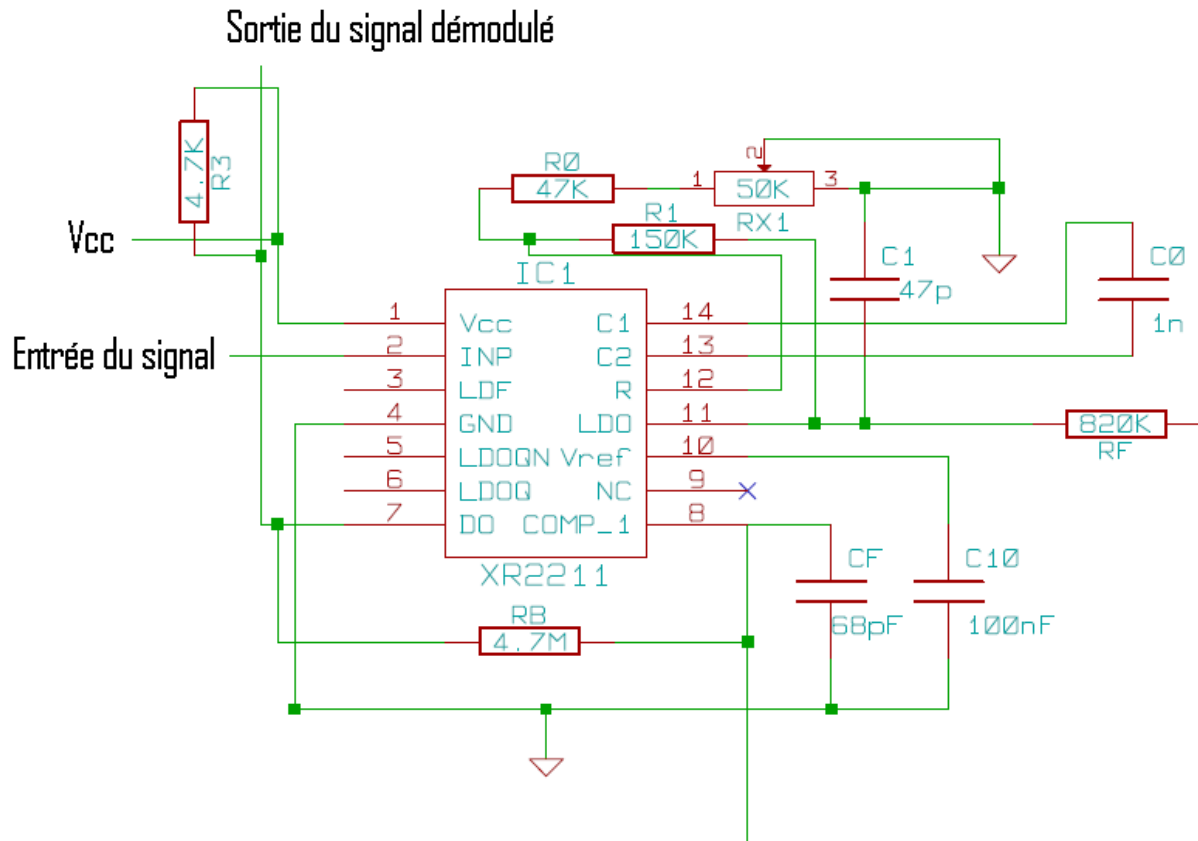 Sortie du signal démodulé
4.7K
R3
Vcc
Entrée du signal
R0
47K
1
50K
2
3
RX1
R1
150K
C1
47p
C0
1n
IC1
1 Vcc C1 14
2 INP C2 13
3 LDF R 12
4 GND LDO 11
5 LDOQN Vref 10
6 LDOQ NC 9
7 DO COMP_1 8
XR2211
820K
RF
RB
4.7M
CF
68pF
C10
100nF